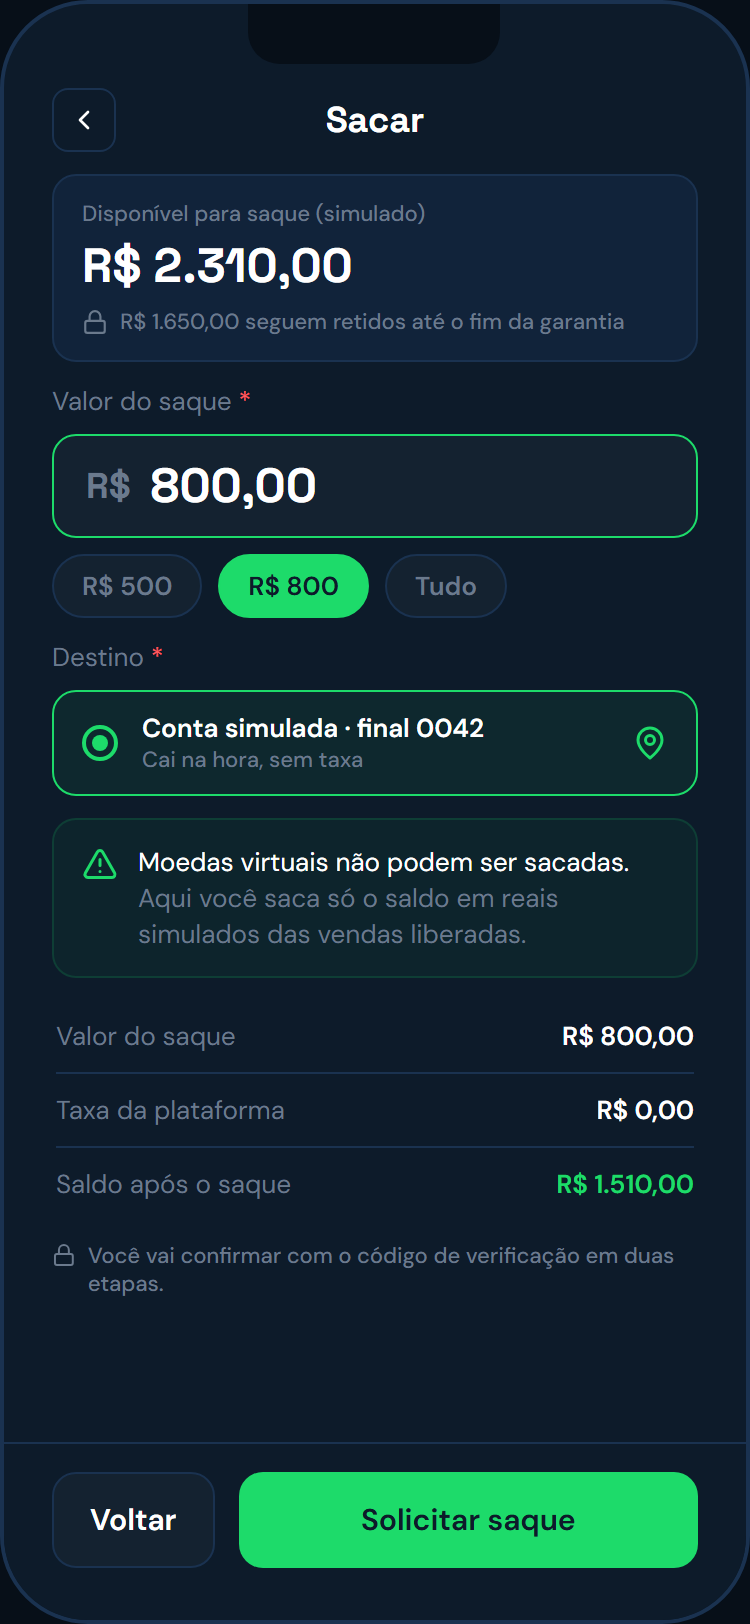 Sacar
Disponível para saque (simulado)
R$ 2.310,00
R$ 1.650,00 seguem retidos até o fim da garantia
Valor do saque *
R$ 800,00
R$ 500
R$ 800
Tudo
Destino *
Conta simulada · final 0042
Cai na hora, sem taxa
Moedas virtuais não podem ser sacadas.
Aqui você saca só o saldo em reais
simulados das vendas liberadas.
Valor do saque R$ 800,00
Taxa da plataforma R$ 0,00
Saldo após o saque R$ 1.510,00
Você vai confirmar com o código de verificação em duas
etapas.
Voltar
Solicitar saque